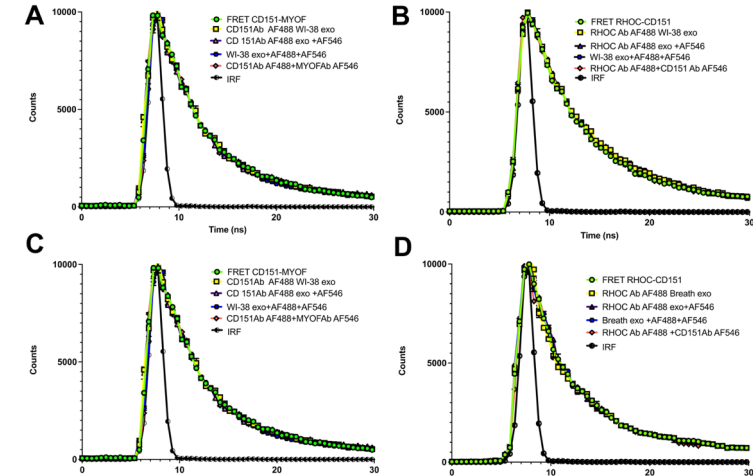 A
10000
5000
0
0
10
20
30
Counts
Time (ns)
FRET CD151-MYOF
CD151Ab AF488 WI-38 exo
CD 151Ab AF488 exo +AF546
WI-38 exo+AF488+AF546
CD151Ab AF488+MYOFAb AF546
IRF
B
10000
5000
0
0
10
20
30
Counts
Time (ns)
FRET RHOC-CD151
RHOC Ab AF488 WI-38 exo
RHOC Ab AF488 exo +AF546
WI-38 exo+AF488+AF546
RHOC Ab AF488+CD151 Ab AF546
IRF
C
10000
5000
0
0
10
20
30
Counts
FRET CD151-MYOF
CD151Ab AF488 WI-38 exo
CD 151Ab AF488 exo +AF546
WI-38 exo+AF488+AF546
CD151Ab AF488+MYOFAb AF546
IRF
D
10000
5000
0
0
10
20
30
Counts
FRET RHOC-CD151
RHOC Ab AF488 Breath exo
RHOC Ab AF488 exo+AF546
Breath exo +AF488+AF546
RHOC Ab AF488 +CD151Ab AF546
IRF